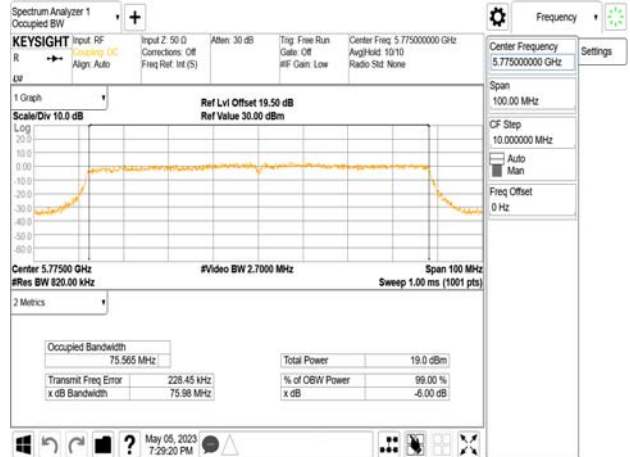 Spectrum Analyzer 1
Occupied BW
Frequency
KEYSIGHT
R
Input: RF
Coupling: DC
Align: Auto
Input Z: 50 Ω
Corrections: Off
Freq Ref: Int (S)
Atten: 30 dB
Trig: Free Run
Gate: Off
#IF Gain: Low
Center Freq: 5.775000000 GHz
Avg|Hold: 10/10
Radio Std: None
Center Frequency
5.775000000 GHz
Settings
Span
100.00 MHz
CF Step
10.000000 MHz
Auto
Man
Freq Offset
0 Hz
1 Graph
Scale/Div 10.0 dB
Ref Lvl Offset 19.50 dB
Ref Value 30.00 dBm
Log
20.0
10.0
0.00
-10.0
-20.0
-30.0
-40.0
-50.0
-60.0
Center 5.77500 GHz
#Res BW 820.00 kHz
#Video BW 2.7000 MHz
Span 100 MHz
Sweep 1.00 ms (1001 pts)
2 Metrics
Occupied Bandwidth
75.565 MHz
Total Power 19.0 dBm
Transmit Freq Error 228.45 kHz
% of OBW Power 99.00 %
x dB Bandwidth 75.98 MHz
x dB -6.00 dB
?
May 05, 2023
7:29:20 PM